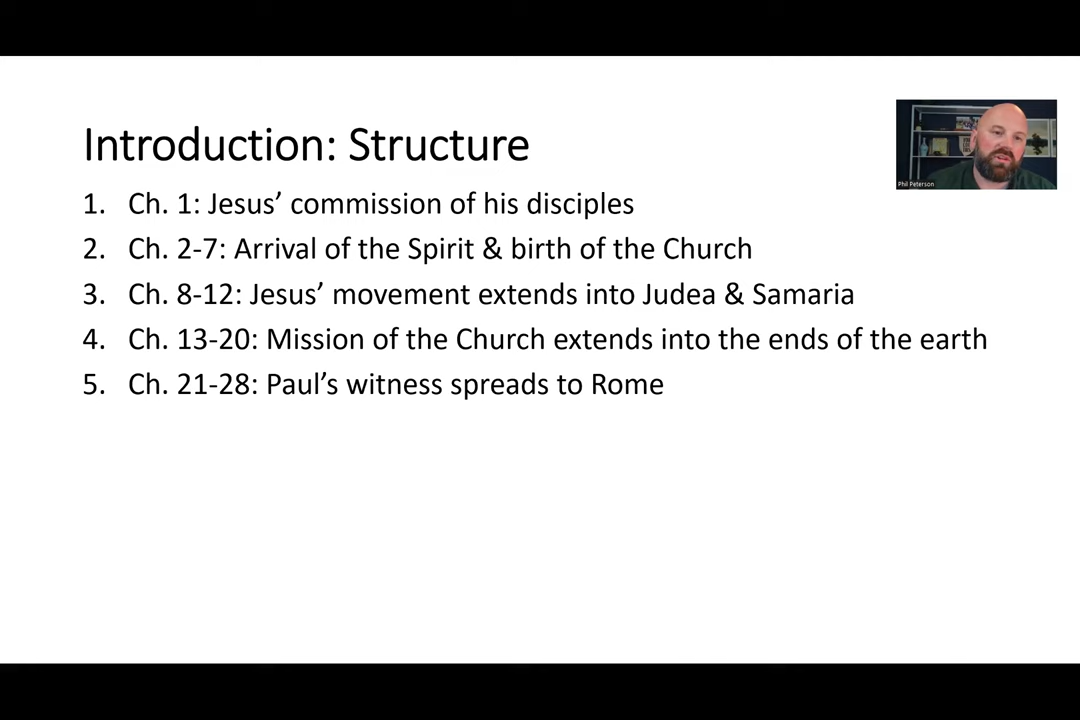 Introduction: Structure
1. Ch. 1: Jesus’ commission of his disciples
2. Ch. 2-7: Arrival of the Spirit & birth of the Church
3. Ch. 8-12: Jesus’ movement extends into Judea & Samaria
4. Ch. 13-20: Mission of the Church extends into the ends of the earth
5. Ch. 21-28: Paul’s witness spreads to Rome
Phil Peterson